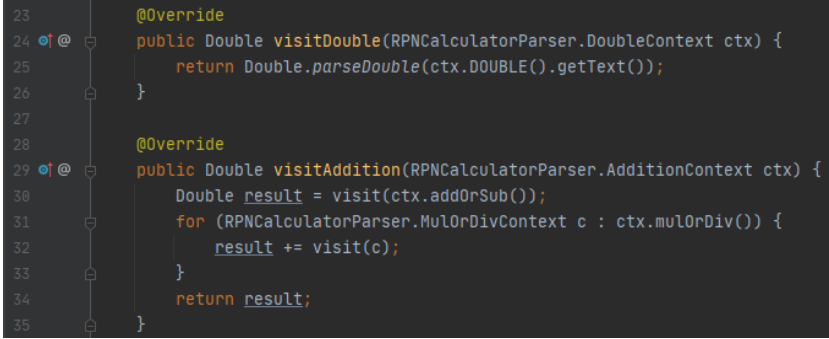 23 @Override
24 @ public Double visitDouble(RPNCalculatorParser.DoubleContext ctx) {
25 return Double.parseDouble(ctx.DOUBLE().getText());
26 }
27
28 @Override
29 @ public Double visitAddition(RPNCalculatorParser.AdditionContext ctx) {
30 Double result = visit(ctx.addOrSub());
31 for (RPNCalculatorParser.MulOrDivContext c : ctx.mulOrDiv()) {
32 result += visit(c);
33 }
34 return result;
35 }